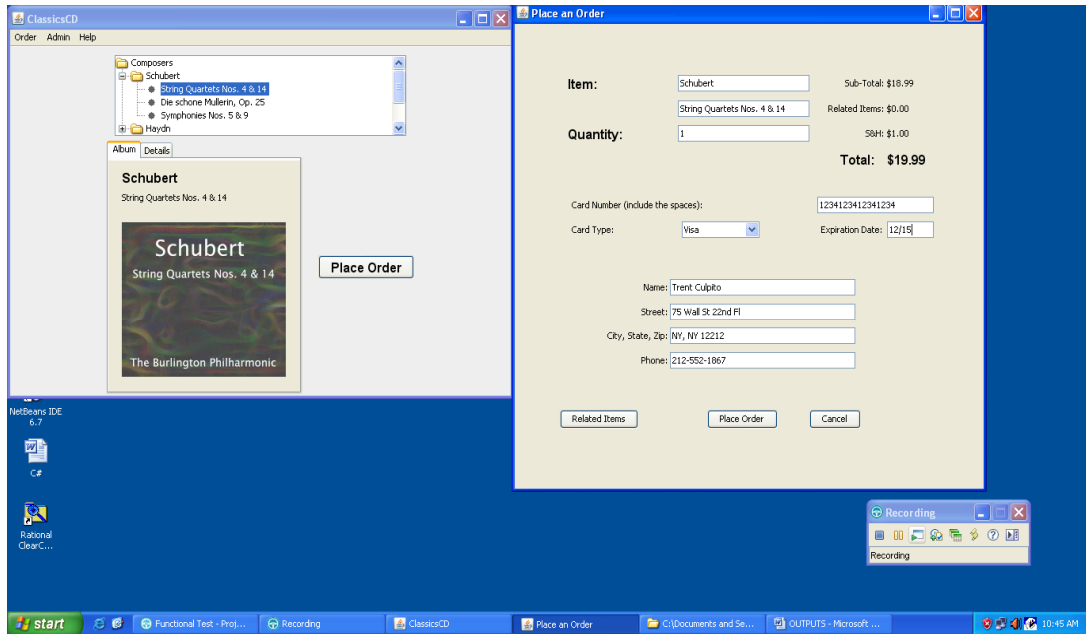 ClassicsCD
Order Admin Help
Composers
Schubert
String Quartets Nos. 4 & 14
Die schone Mullerin, Op. 25
Symphonies Nos. 5 & 9
Haydn
Album Details
Schubert
String Quartets Nos. 4 & 14
Schubert
String Quartets Nos. 4 & 14
The Burlington Philharmonic
Place Order
Place an Order
Item: Schubert Sub-Total: $18.99
String Quartets Nos. 4 & 14 Related Items: $0.00
Quantity: 1 S&H: $1.00
Total: $19.99
Card Number (include the spaces): 1234123412341234
Card Type: Visa Expiration Date: 12/15
Name: Trent Culpito
Street: 75 Wall St 22nd Fl
City, State, Zip: NY, NY 12212
Phone: 212-552-1867
Related Items Place Order Cancel
NetBeans IDE
6.7
C#
Rational
ClearC...
Recording
Recording
start Functional Test - Proj... Recording ClassicsCD Place an Order C:\Documents and Se... OUTPUTS - Microsoft ... 10:45 AM